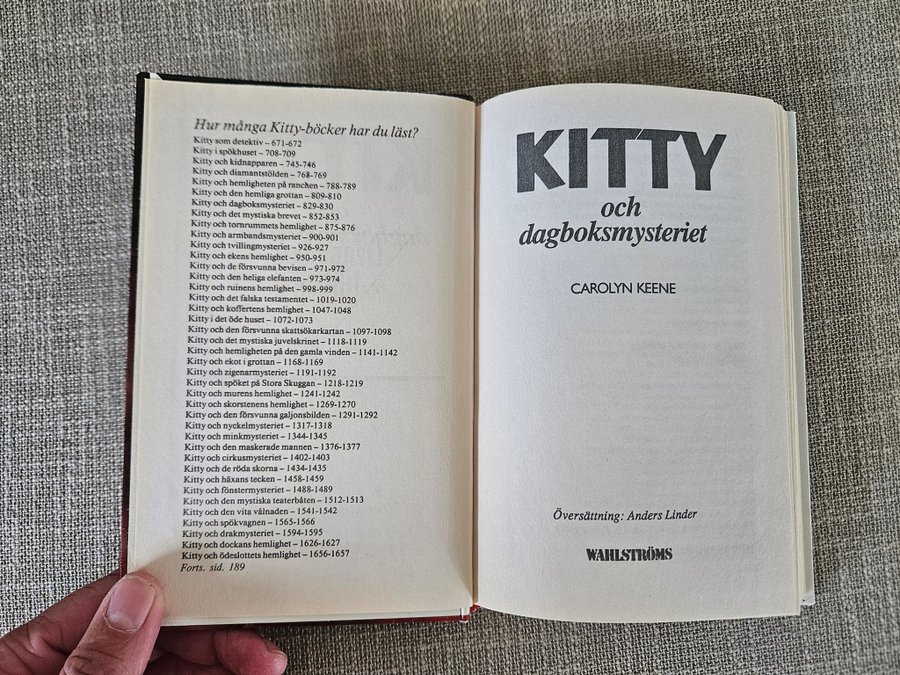 Hur många Kitty-böcker har du läst?
Kitty som detektiv – 671-672
Kitty i spökhuset – 708-709
Kitty och kidnapparen – 745-746
Kitty och diamantstölden – 768-769
Kitty och hemligheten på ranchen – 788-789
Kitty och den hemliga grottan – 809-810
Kitty och dagboksmysteriet – 829-830
Kitty och det mystiska brevet – 852-853
Kitty och tornrummets hemlighet – 875-876
Kitty och armbandsmysteriet – 900-901
Kitty och tvillingmysteriet – 926-927
Kitty och ekens hemlighet – 950-951
Kitty och de försvunna bevisen – 971-972
Kitty och den heliga elefanten – 973-974
Kitty och ruinens hemlighet – 998-999
Kitty och det falska testamentet – 1019-1020
Kitty och koffertens hemlighet – 1047-1048
Kitty i det öde huset – 1072-1073
Kitty och den försvunna skattsökarkartan – 1097-1098
Kitty och det mystiska juvelskrinet – 1118-1119
Kitty och hemligheten på den gamla vinden – 1141-1142
Kitty och ekot i grottan – 1168-1169
Kitty och zigenarmysteriet – 1191-1192
Kitty och spöket på Stora Skuggan – 1218-1219
Kitty och murens hemlighet – 1241-1242
Kitty och skorstenens hemlighet – 1269-1270
Kitty och den försvunna galjonsbilden – 1291-1292
Kitty och nyckelmysteriet – 1317-1318
Kitty och minkmysteriet – 1344-1345
Kitty och den maskerade mannen – 1376-1377
Kitty och cirkusmysteriet – 1402-1403
Kitty och de röda skorna – 1434-1435
Kitty och häxans tecken – 1458-1459
Kitty och fönstermysteriet – 1488-1489
Kitty och den mystiska teaterbåten – 1512-1513
Kitty och den vita vålnaden – 1541-1542
Kitty och spökvagnen – 1565-1566
Kitty och drakmysteriet – 1594-1595
Kitty och dockans hemlighet – 1626-1627
Kitty och ödeslottets hemlighet – 1656-1657
Forts. sid. 189
KITTY
och
dagboksmysteriet
CAROLYN KEENE
Översättning: Anders Linder
WAHLSTRÖMS